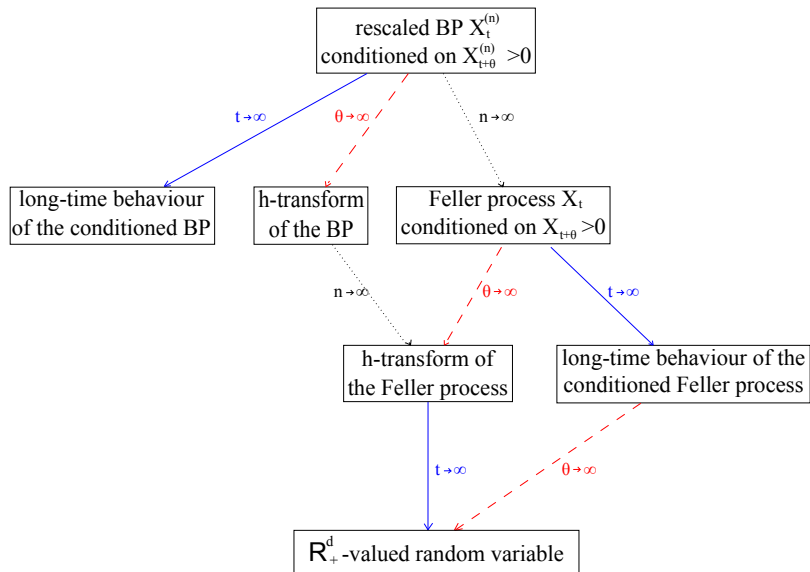 rescaled BP X_t^(n)
conditioned on X_{t+θ}^(n) >0
t→∞
θ→∞
n→∞
long-time behaviour
of the conditioned BP
h-transform
of the BP
Feller process X_t
conditioned on X_{t+θ} >0
n→∞
θ→∞
t→∞
h-transform of
the Feller process
long-time behaviour of the
conditioned Feller process
t→∞
θ→∞
R_+^d -valued random variable